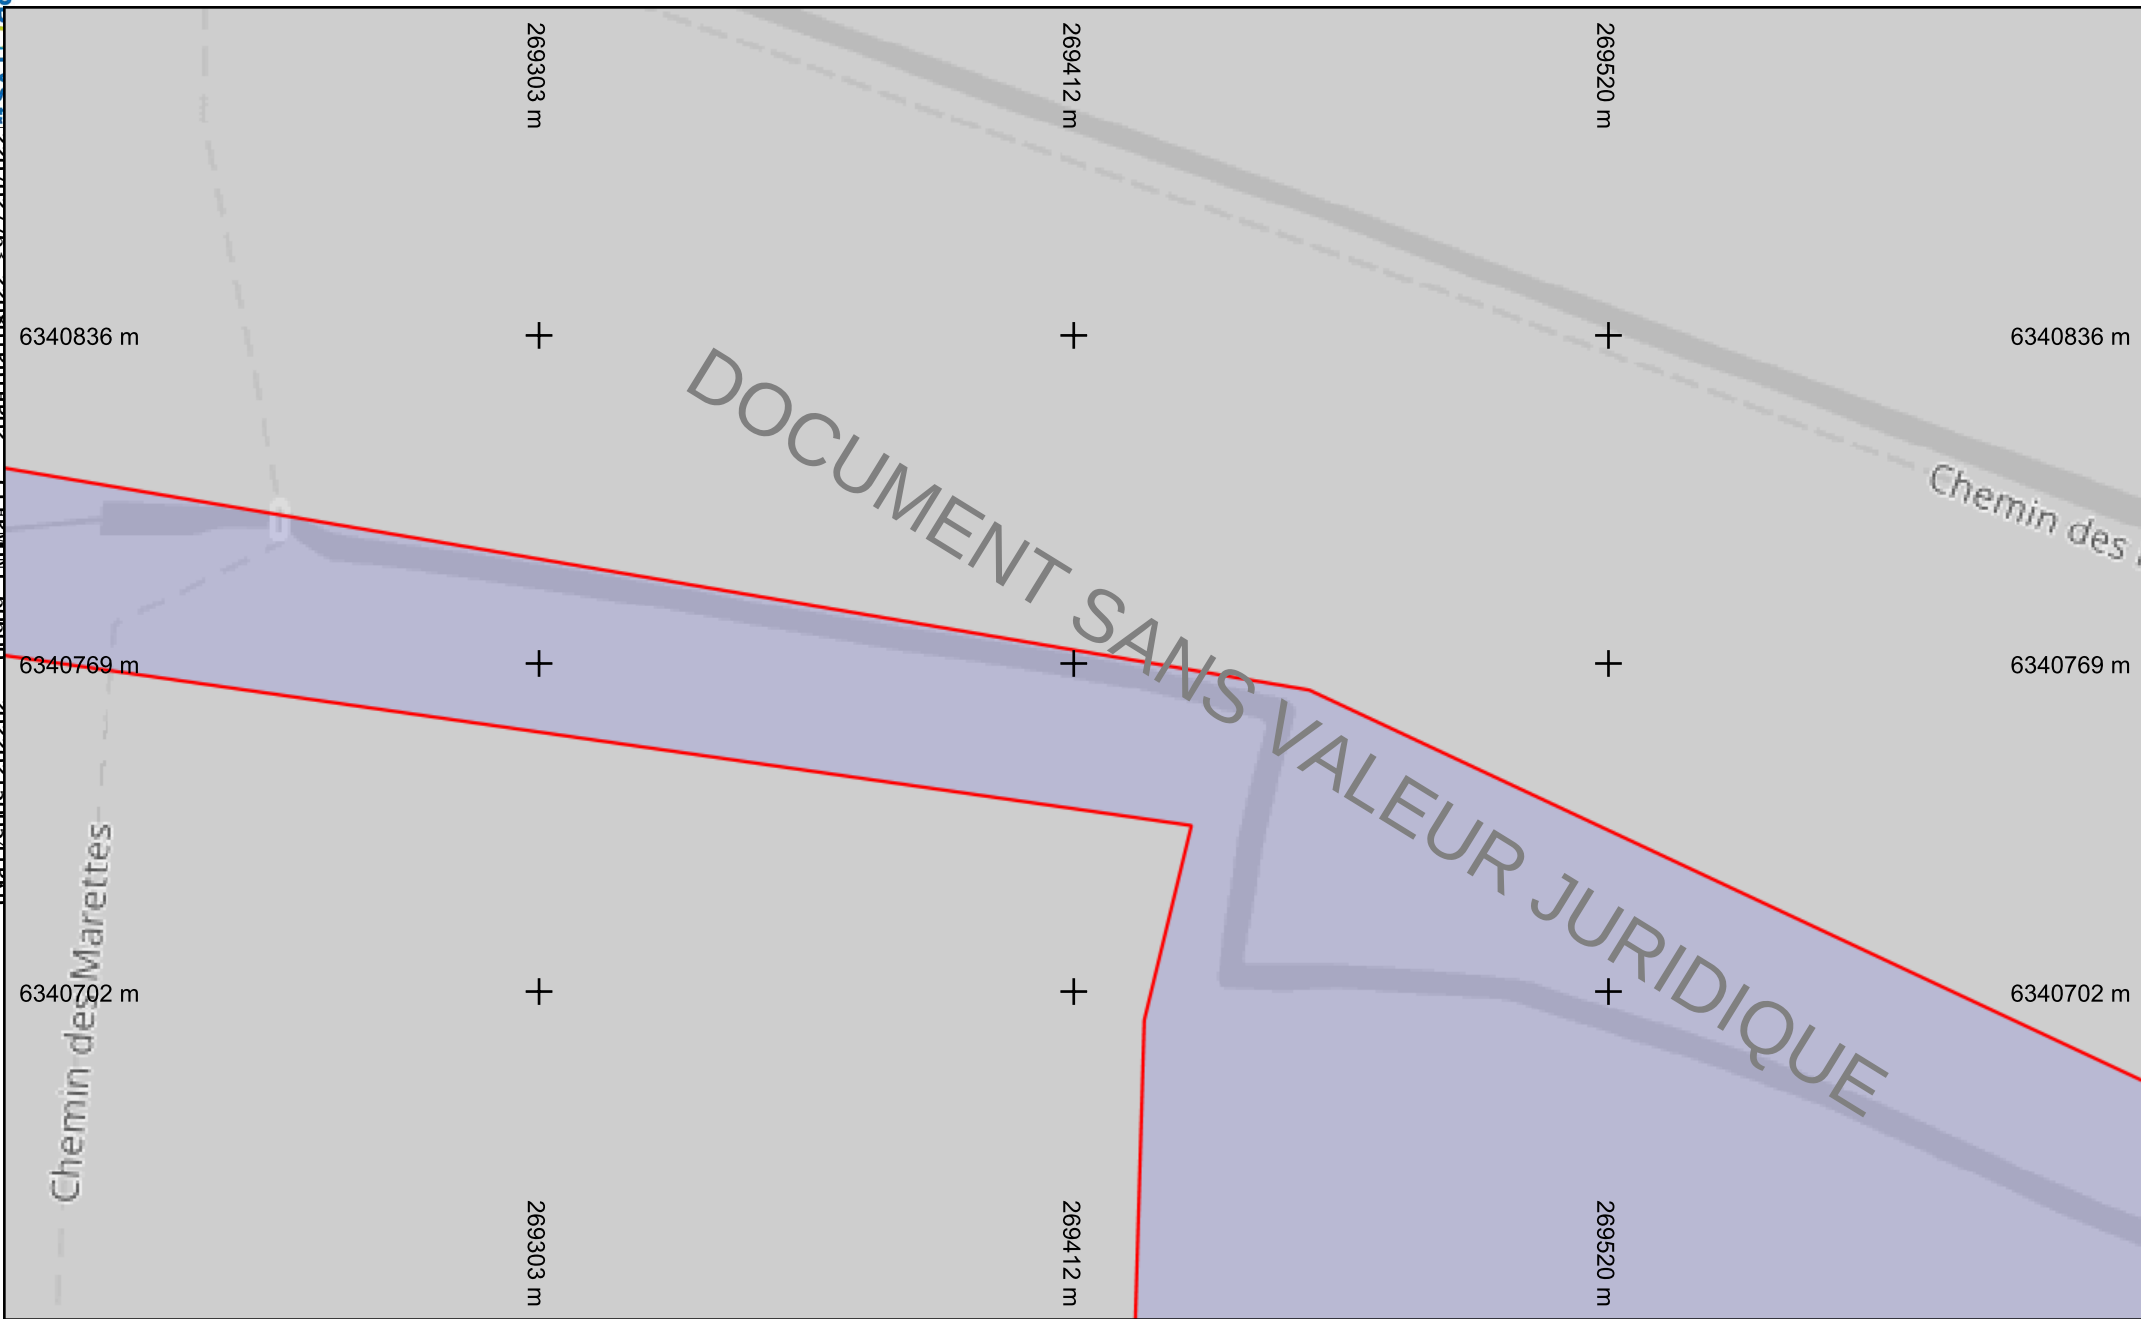 269303 m
269412 m
269520 m
6340836 m
6340836 m
Chemin des
DOCUMENT SANS VALEUR JURIDIQUE
6340769 m
6340769 m
Chemin des Marettes
6340702 m
6340702 m
269303 m
269412 m
269520 m